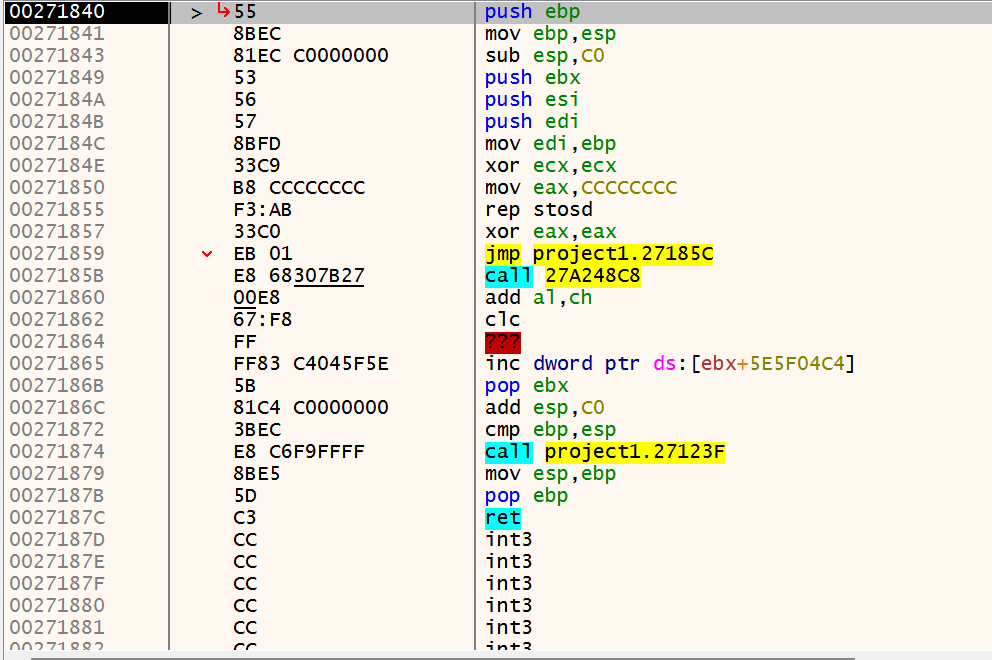 00271840 > 55 push ebp
00271841 8BEC mov ebp,esp
00271843 81EC C0000000 sub esp,C0
00271849 53 push ebx
0027184A 56 push esi
0027184B 57 push edi
0027184C 8BFD mov edi,ebp
0027184E 33C9 xor ecx,ecx
00271850 B8 CCCCCCCC mov eax,CCCCCCCC
00271855 F3:AB rep stosd
00271857 33C0 xor eax,eax
00271859 EB 01 jmp project1.27185C
0027185B E8 68307B27 call 27A248C8
00271860 00E8 add al,ch
00271862 67:F8 clc
00271864 FF ???
00271865 FF83 C4045F5E inc dword ptr ds:[ebx+5E5F04C4]
0027186B 5B pop ebx
0027186C 81C4 C0000000 add esp,C0
00271872 3BEC cmp ebp,esp
00271874 E8 C6F9FFFF call project1.27123F
00271879 8BE5 mov esp,ebp
0027187B 5D pop ebp
0027187C C3 ret
0027187D CC int3
0027187E CC int3
0027187F CC int3
00271880 CC int3
00271881 CC int3
00271882 CC int3